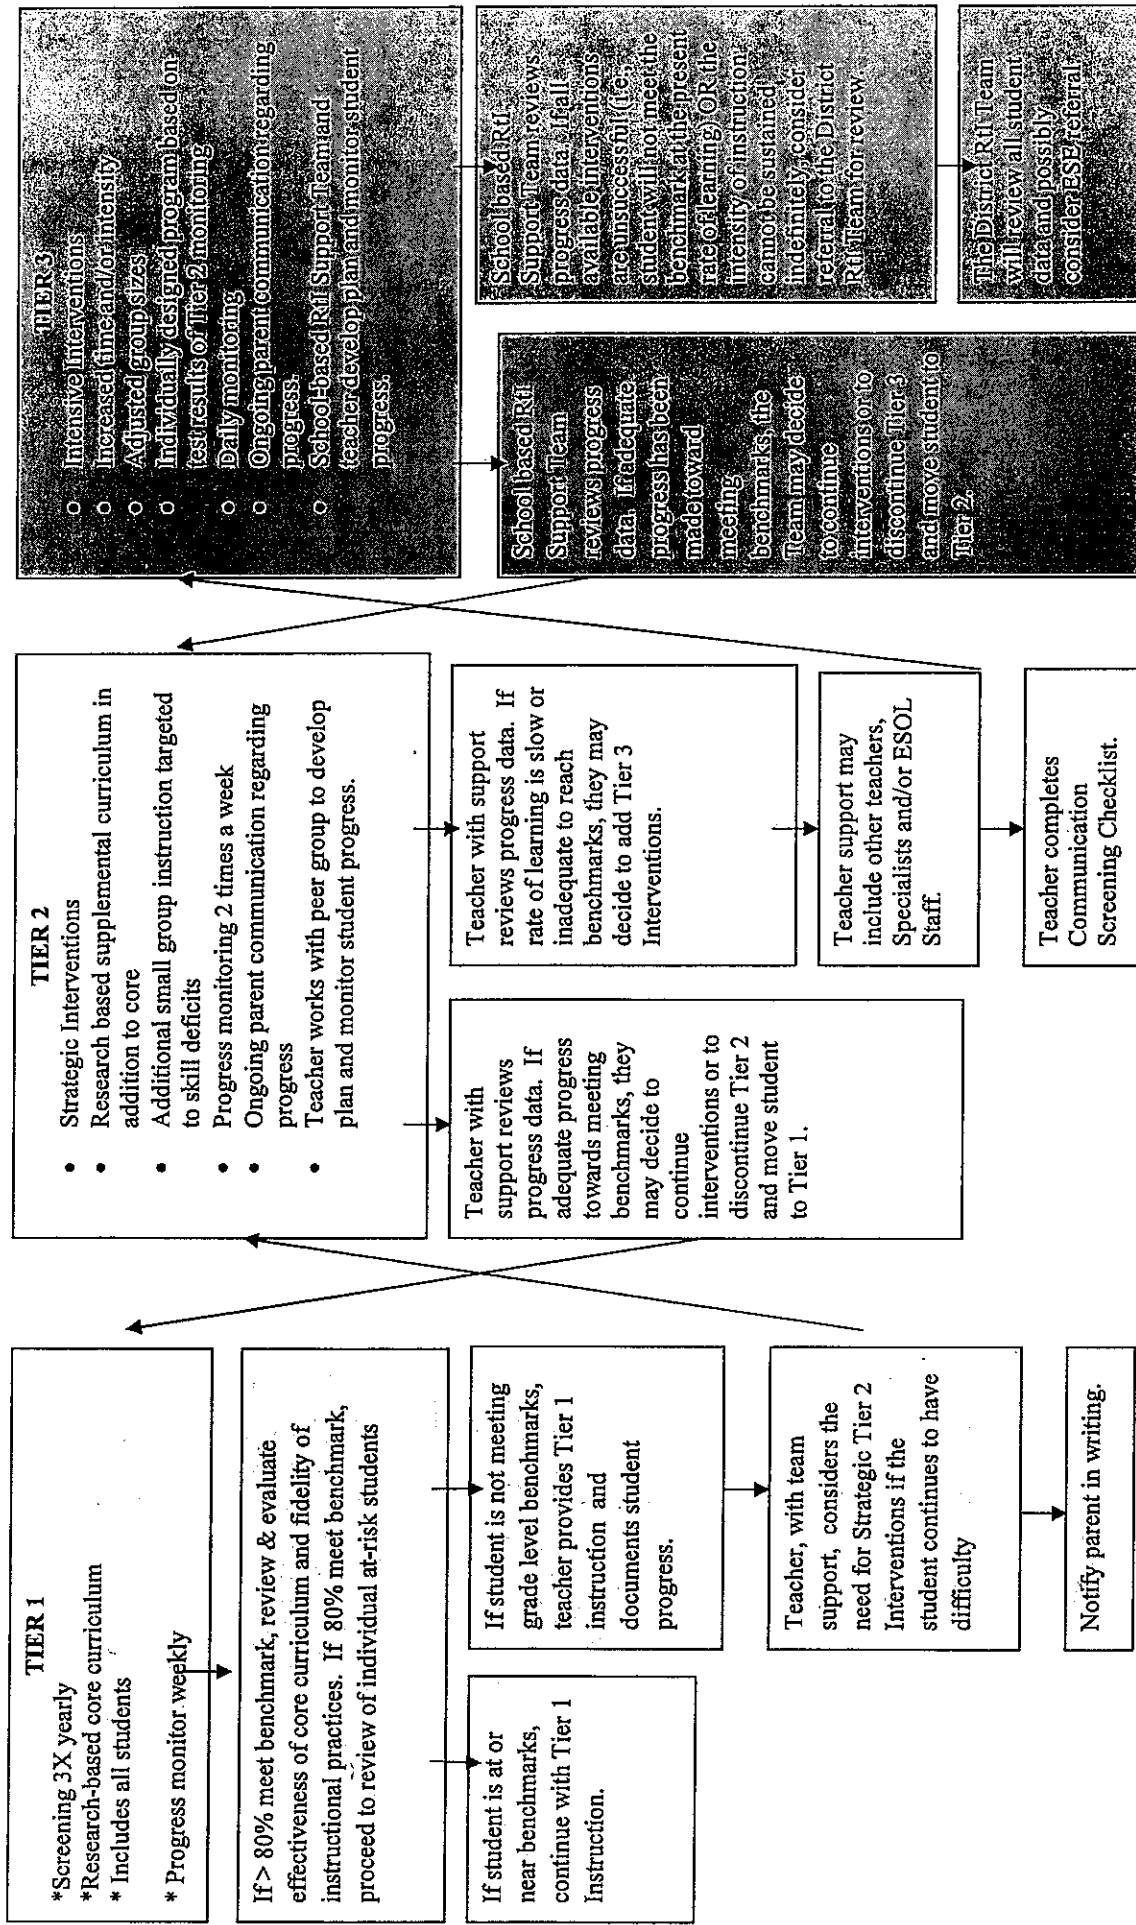 TIER 1
*Screening 3X yearly
*Research-based core curriculum
* Includes all students
* Progress monitor weekly
If > 80% meet benchmark, review & evaluate
effectiveness of core curriculum and fidelity of
instructional practices. If 80% meet benchmark,
proceed to review of individual at-risk students
If student is at or
near benchmarks,
continue with Tier 1
Instruction.
If student is not meeting
grade level benchmarks,
teacher provides Tier 1
instruction and
documents student
progress.
Teacher, with team
support, considers the
need for Strategic Tier 2
Interventions if the
student continues to have
difficulty
Notify parent in writing.
TIER 2
• Strategic Interventions
• Research based supplemental curriculum in
addition to core
• Additional small group instruction targeted
to skill deficits
• Progress monitoring 2 times a week
• Ongoing parent communication regarding
progress
• Teacher works with peer group to develop
plan and monitor student progress.
Teacher with
support reviews
progress data. If
adequate progress
towards meeting
benchmarks, they
may decide to
continue
interventions or to
discontinue Tier 2
and move student
to Tier 1.
Teacher with support
reviews progress data. If
rate of learning is slow or
inadequate to reach
benchmarks, they may
decide to add Tier 3
Interventions.
Teacher support may
include other teachers,
Specialists and/or ESOL
Staff.
Teacher completes
Communication
Screening Checklist.
TIER 3
o Intensive Interventions
o Increased time and/or intensity
o Adjusted group sizes
o Individually designed program based on
test results of Tier 2 monitoring
o Daily monitoring
o Ongoing parent communication regarding
progress.
o School-based RtI Support Team and
teacher develop plan and monitor student
progress.
School based RtI
Support Team
reviews progress
data. If adequate
progress has been
made toward
meeting
benchmarks, the
Team may decide
to continue
interventions or to
discontinue Tier 3
and move student to
Tier 2.
School based RtI
Support Team reviews
progress data. If all
available interventions
are unsuccessful (i.e.
student will not meet the
benchmark at the present
rate of learning, OR the
intensity of instruction
cannot be sustained
indefinitely, consider
referral to the District
RtI Team for review
The District RtI Team
will review all student
data and possibly
consider ESE referral